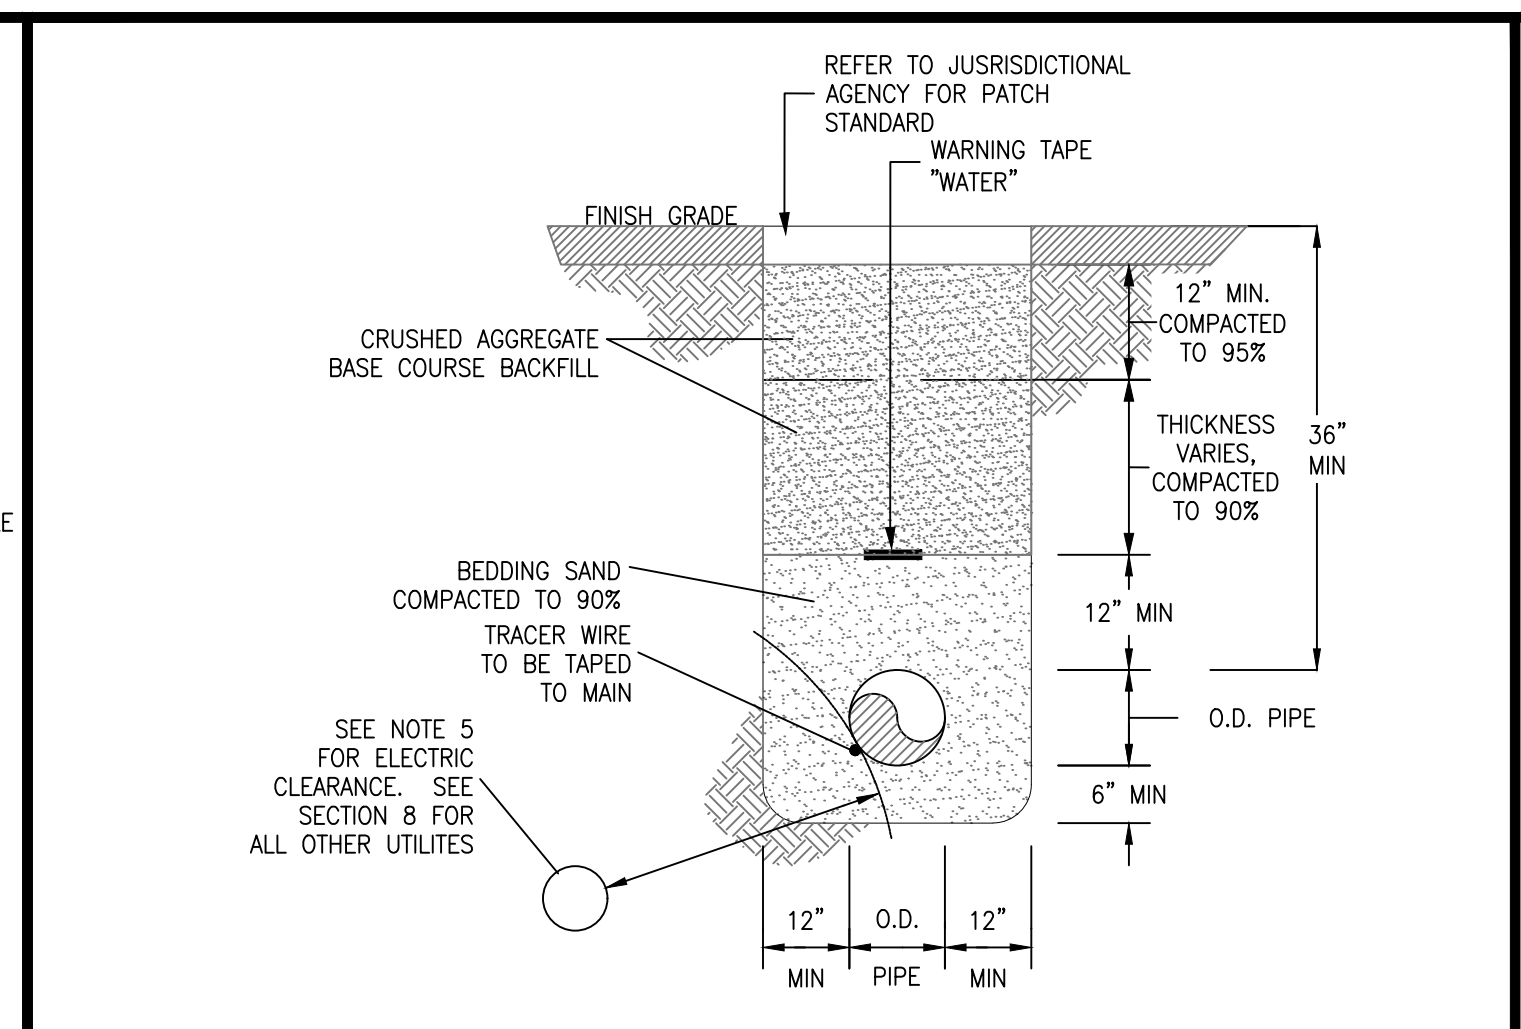 REFER TO JUSRISDICTIONAL
AGENCY FOR PATCH
STANDARD
WARNING TAPE
"WATER"
FINISH GRADE
12" MIN.
COMPACTED
TO 95%
CRUSHED AGGREGATE
BASE COURSE BACKFILL
THICKNESS
VARIES,
COMPACTED
TO 90%
36"
MIN
BEDDING SAND
COMPACTED TO 90%
12" MIN
TRACER WIRE
TO BE TAPED
TO MAIN
O.D. PIPE
SEE NOTE 5
FOR ELECTRIC
CLEARANCE. SEE
SECTION 8 FOR
ALL OTHER UTILITES
6" MIN
12"
MIN
O.D.
PIPE
12"
MIN